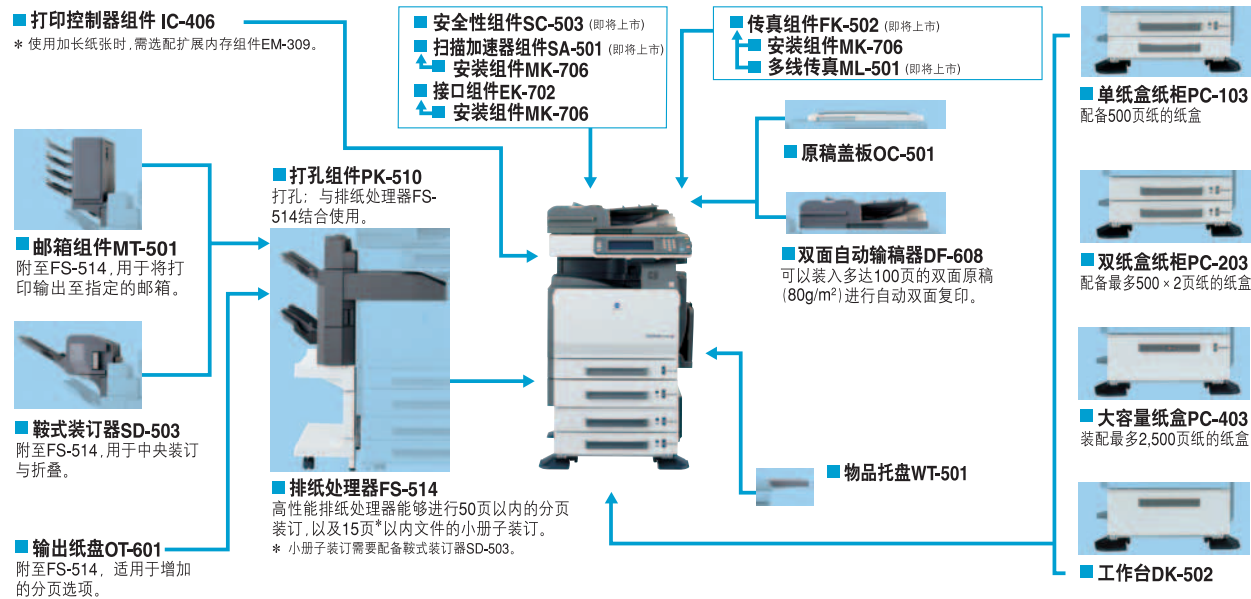 打印控制器组件 IC-406
* 使用加长纸张时,需选配扩展内存组件EM-309。
安全性组件SC-503 (即将上市)
扫描加速器组件SA-501 (即将上市)
安装组件MK-706
接口组件EK-702
安装组件MK-706
传真组件FK-502 (即将上市)
安装组件MK-706
多线传真ML-501 (即将上市)
邮箱组件MT-501
附至FS-514,用于将打
印输出至指定的邮箱。
鞍式装订器SD-503
附至FS-514,用于中央装订
与折叠。
输出纸盘OT-601
附至FS-514, 适用于增加
的分页选项。
打孔组件PK-510
打孔; 与排纸处理器FS-
514结合使用。
排纸处理器FS-514
高性能排纸处理器能够进行50页以内的分页
装订,以及15页*以内文件的小册子装订。
* 小册子装订需要配备鞍式装订器SD-503。
原稿盖板OC-501
双面自动输稿器DF-608
可以装入多达100页的双面原稿
(80g/m²)进行自动双面复印。
物品托盘WT-501
单纸盒纸柜PC-103
配备500页纸的纸盒
双纸盒纸柜PC-203
配备最多500×2页纸的纸盒
大容量纸盒PC-403
装配最多2,500页纸的纸盒
工作台DK-502